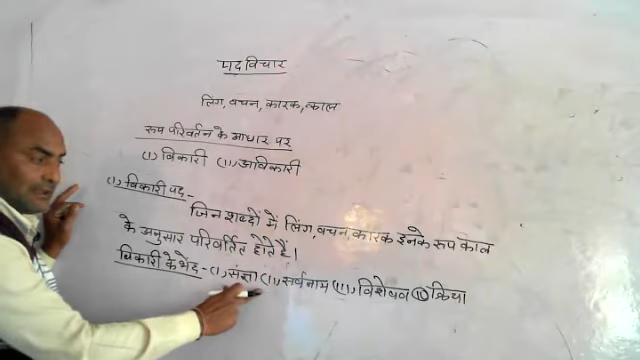 पद विचार
लिंग, वचन, कारक, काल
रूप परिवर्तन के आधार पर
(I) विकारी (II) अविकारी
(I) विकारी पद -
जिन शब्दों में लिंग, वचन, कारक इनके रूप काल
के अनुसार परिवर्तित होते हैं।
विकारी के भेद - (I) संज्ञा (II) सर्वनाम (III) विशेषण (IV) क्रिया